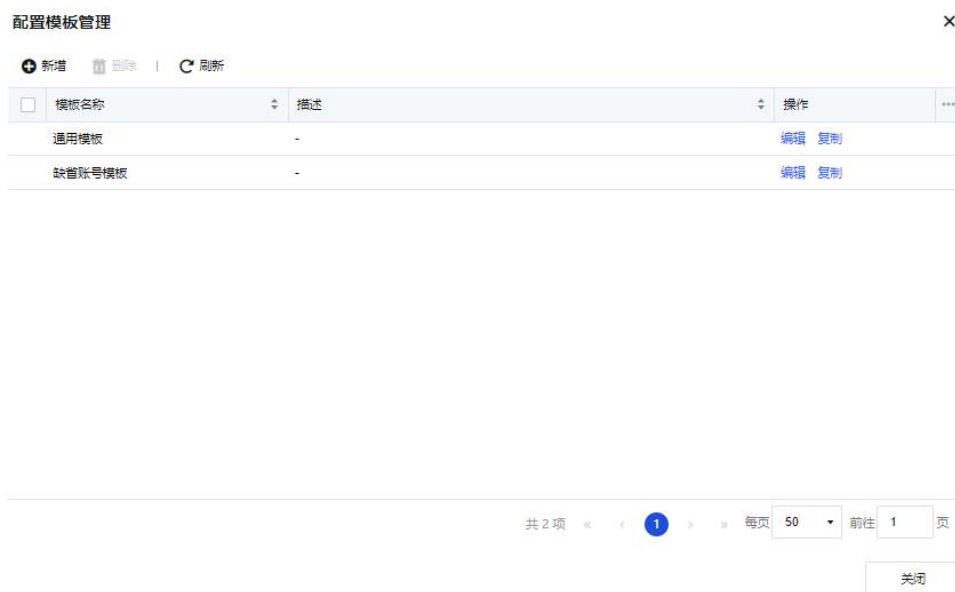 配置模板管理
新增 删除 | 刷新
模板名称 描述 操作
通用模板 - 编辑 复制
缺省账号模板 - 编辑 复制
共 2 项 « ‹ 1 › » 每页 50 前往 1 页
关闭